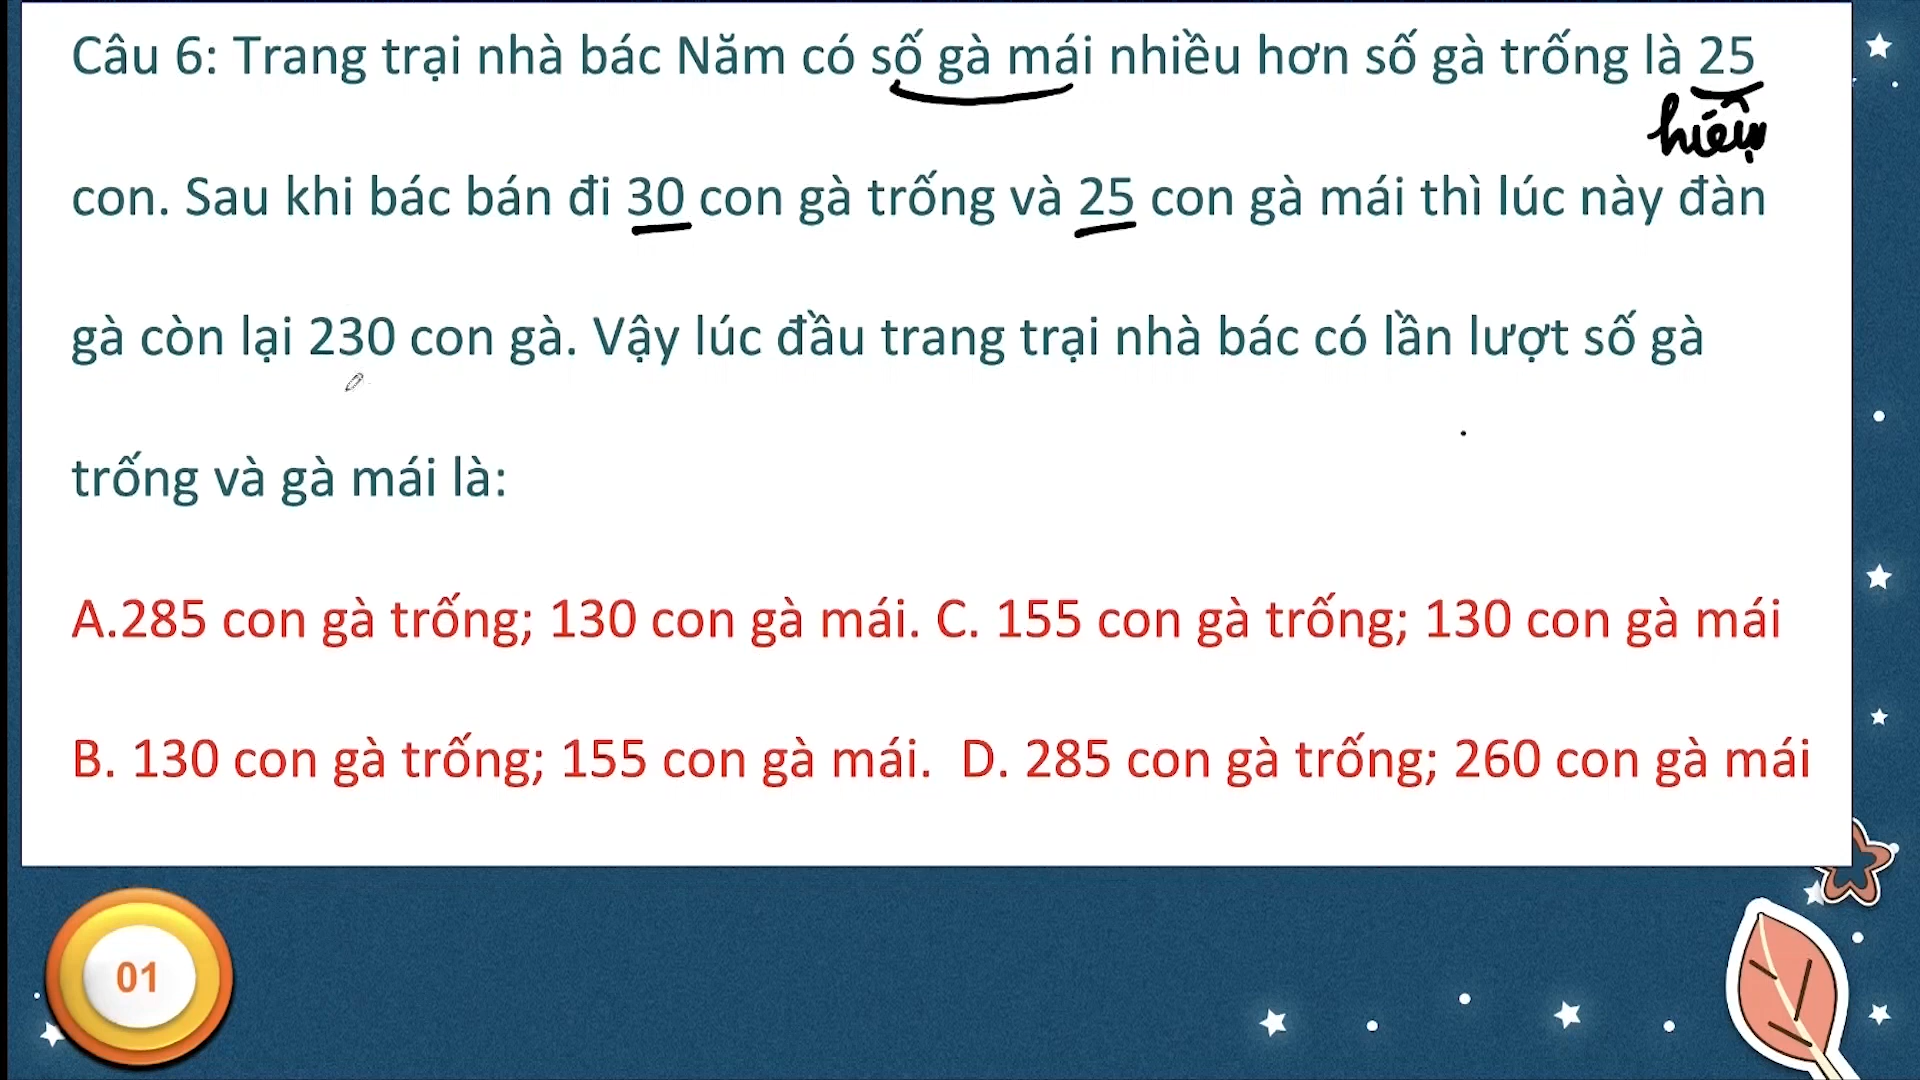 Câu 6: Trang trại nhà bác Năm có số gà mái nhiều hơn số gà trống là 25
hiệu
con. Sau khi bác bán đi 30 con gà trống và 25 con gà mái thì lúc này đàn
gà còn lại 230 con gà. Vậy lúc đầu trang trại nhà bác có lần lượt số gà
trống và gà mái là:
A.285 con gà trống; 130 con gà mái. C. 155 con gà trống; 130 con gà mái
B. 130 con gà trống; 155 con gà mái. D. 285 con gà trống; 260 con gà mái
01